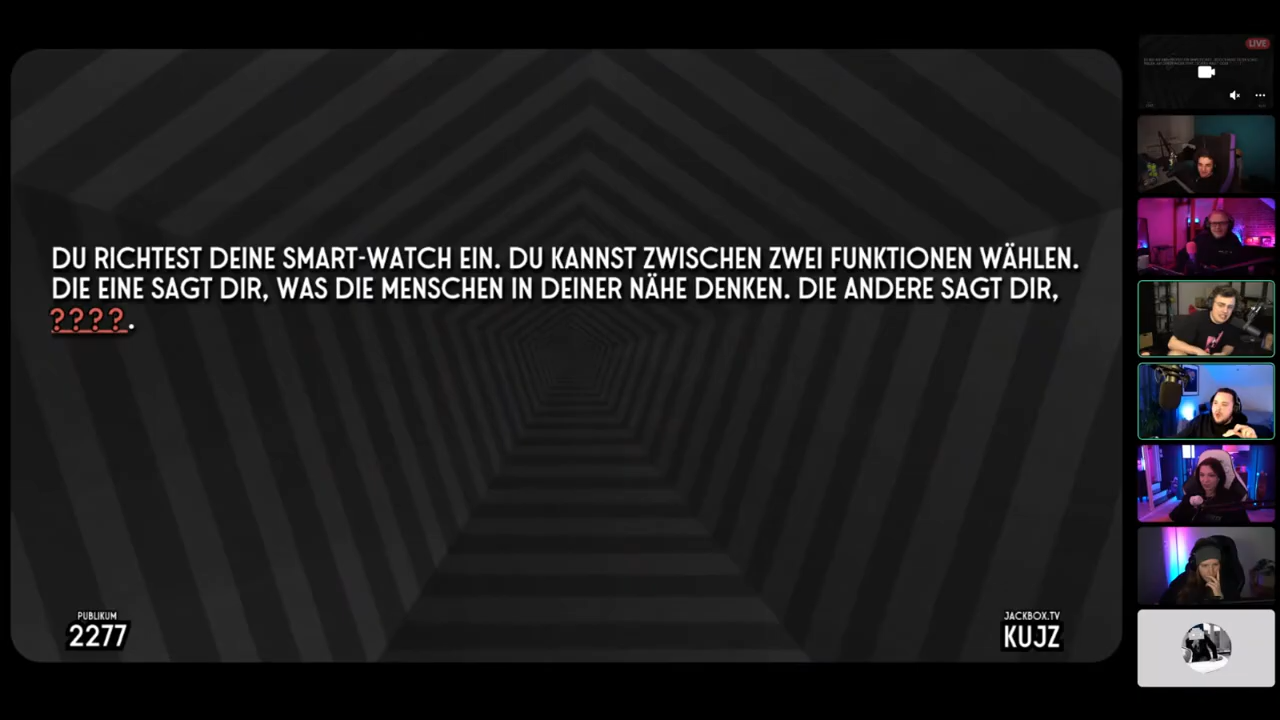 LIVE
DU RICHTEST DEINE SMART-WATCH EIN. DU KANNST ZWISCHEN ZWEI FUNKTIONEN WÄHLEN.
DIE EINE SAGT DIR, WAS DIE MENSCHEN IN DEINER NÄHE DENKEN. DIE ANDERE SAGT DIR,
????.
PUBLIKUM
2277
JACKBOX.TV
KUJZ